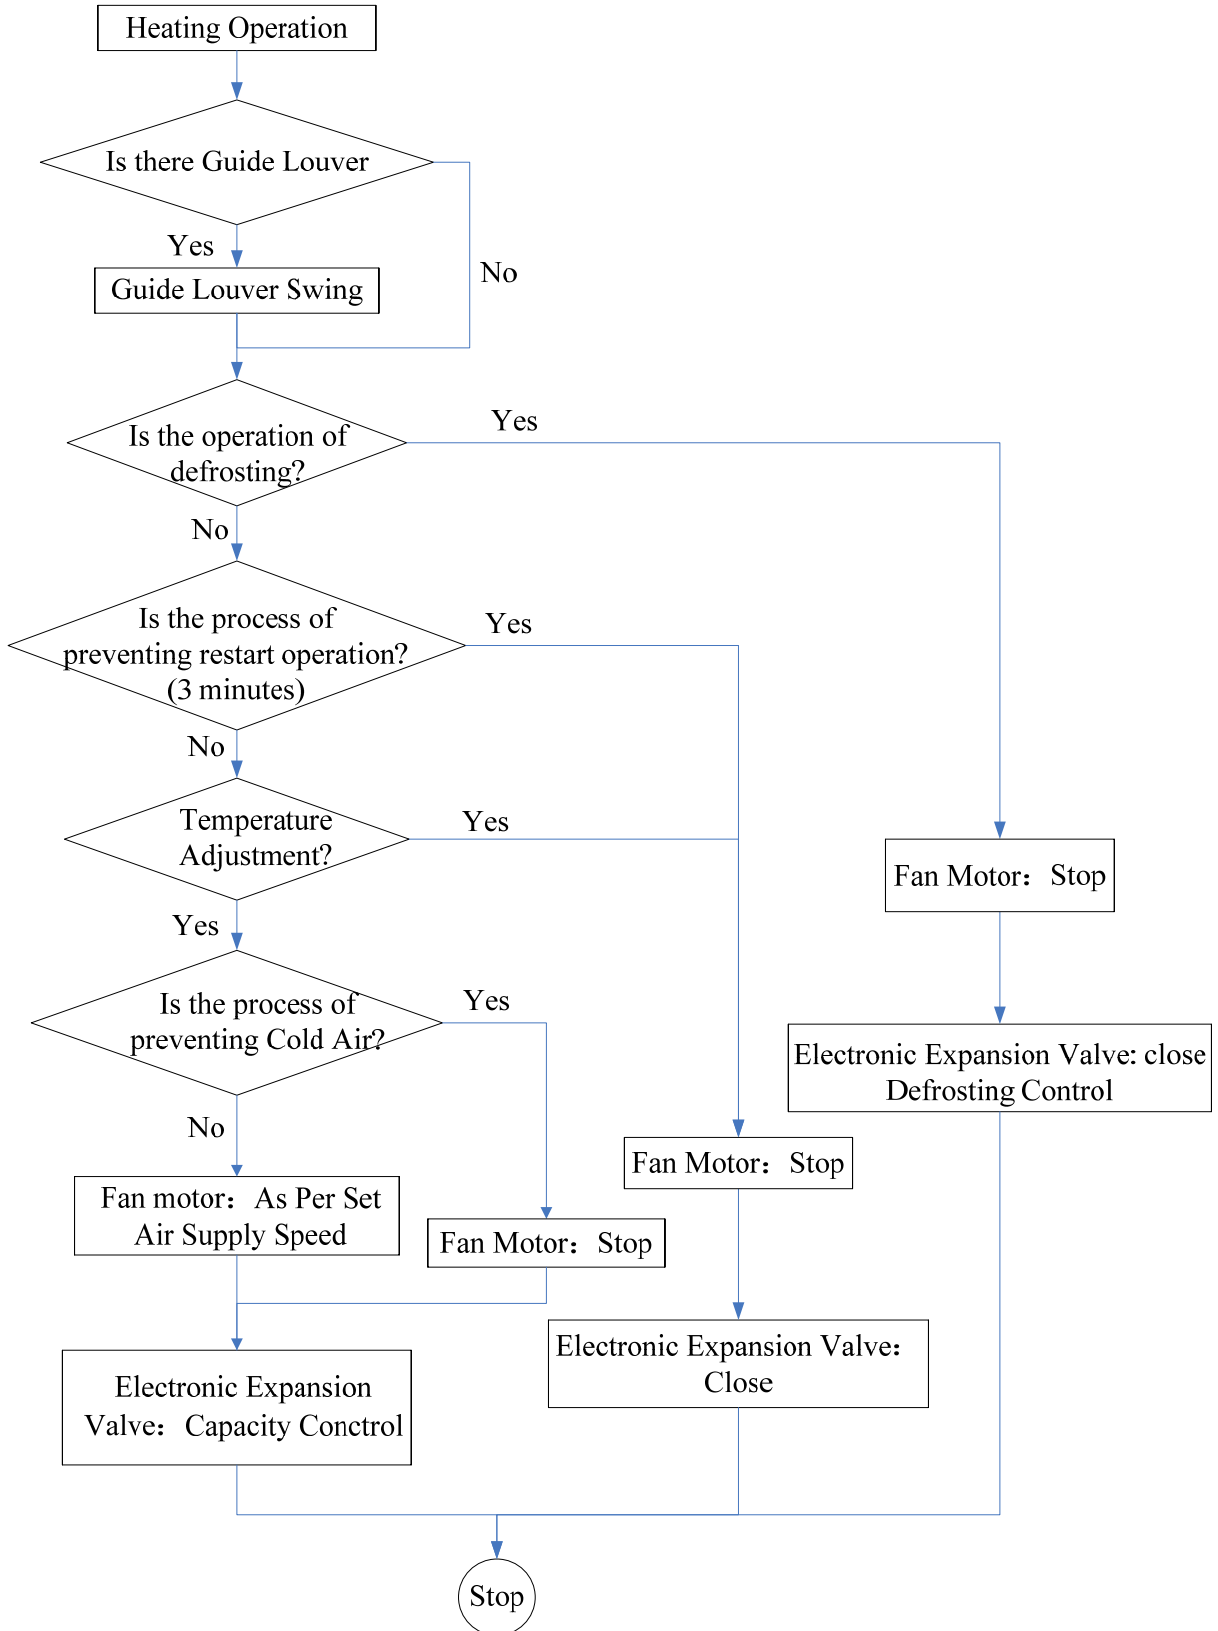 Heating Operation
Is there Guide Louver
Yes
No
Guide Louver Swing
Yes
Is the operation of
defrosting?
No
Is the process of
preventing restart operation?
(3 minutes)
Yes
No
Temperature
Adjustment?
Yes
Fan Motor：Stop
Yes
Is the process of
preventing Cold Air?
Yes
Electronic Expansion Valve: close
Defrosting Control
No
Fan Motor：Stop
Fan motor：As Per Set
Air Supply Speed
Fan Motor：Stop
Electronic Expansion Valve：
Close
Electronic Expansion
Valve：Capacity Conctrol
Stop